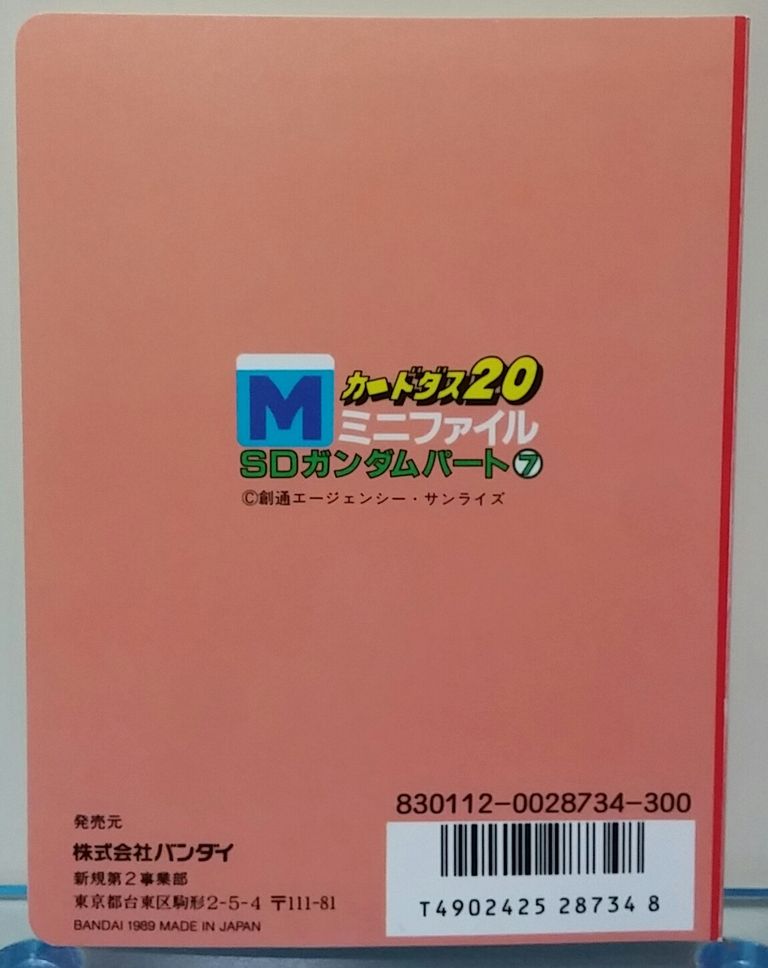 M カードダス20
ミニファイル
SDガンダムパート⑦
©創通エージェンシー・サンライズ
830112-0028734-300
発売元
株式会社バンダイ
新規第2事業部
東京都台東区駒形2-5-4 〒111-81
BANDAI 1989 MADE IN JAPAN
T4902425 28734 8